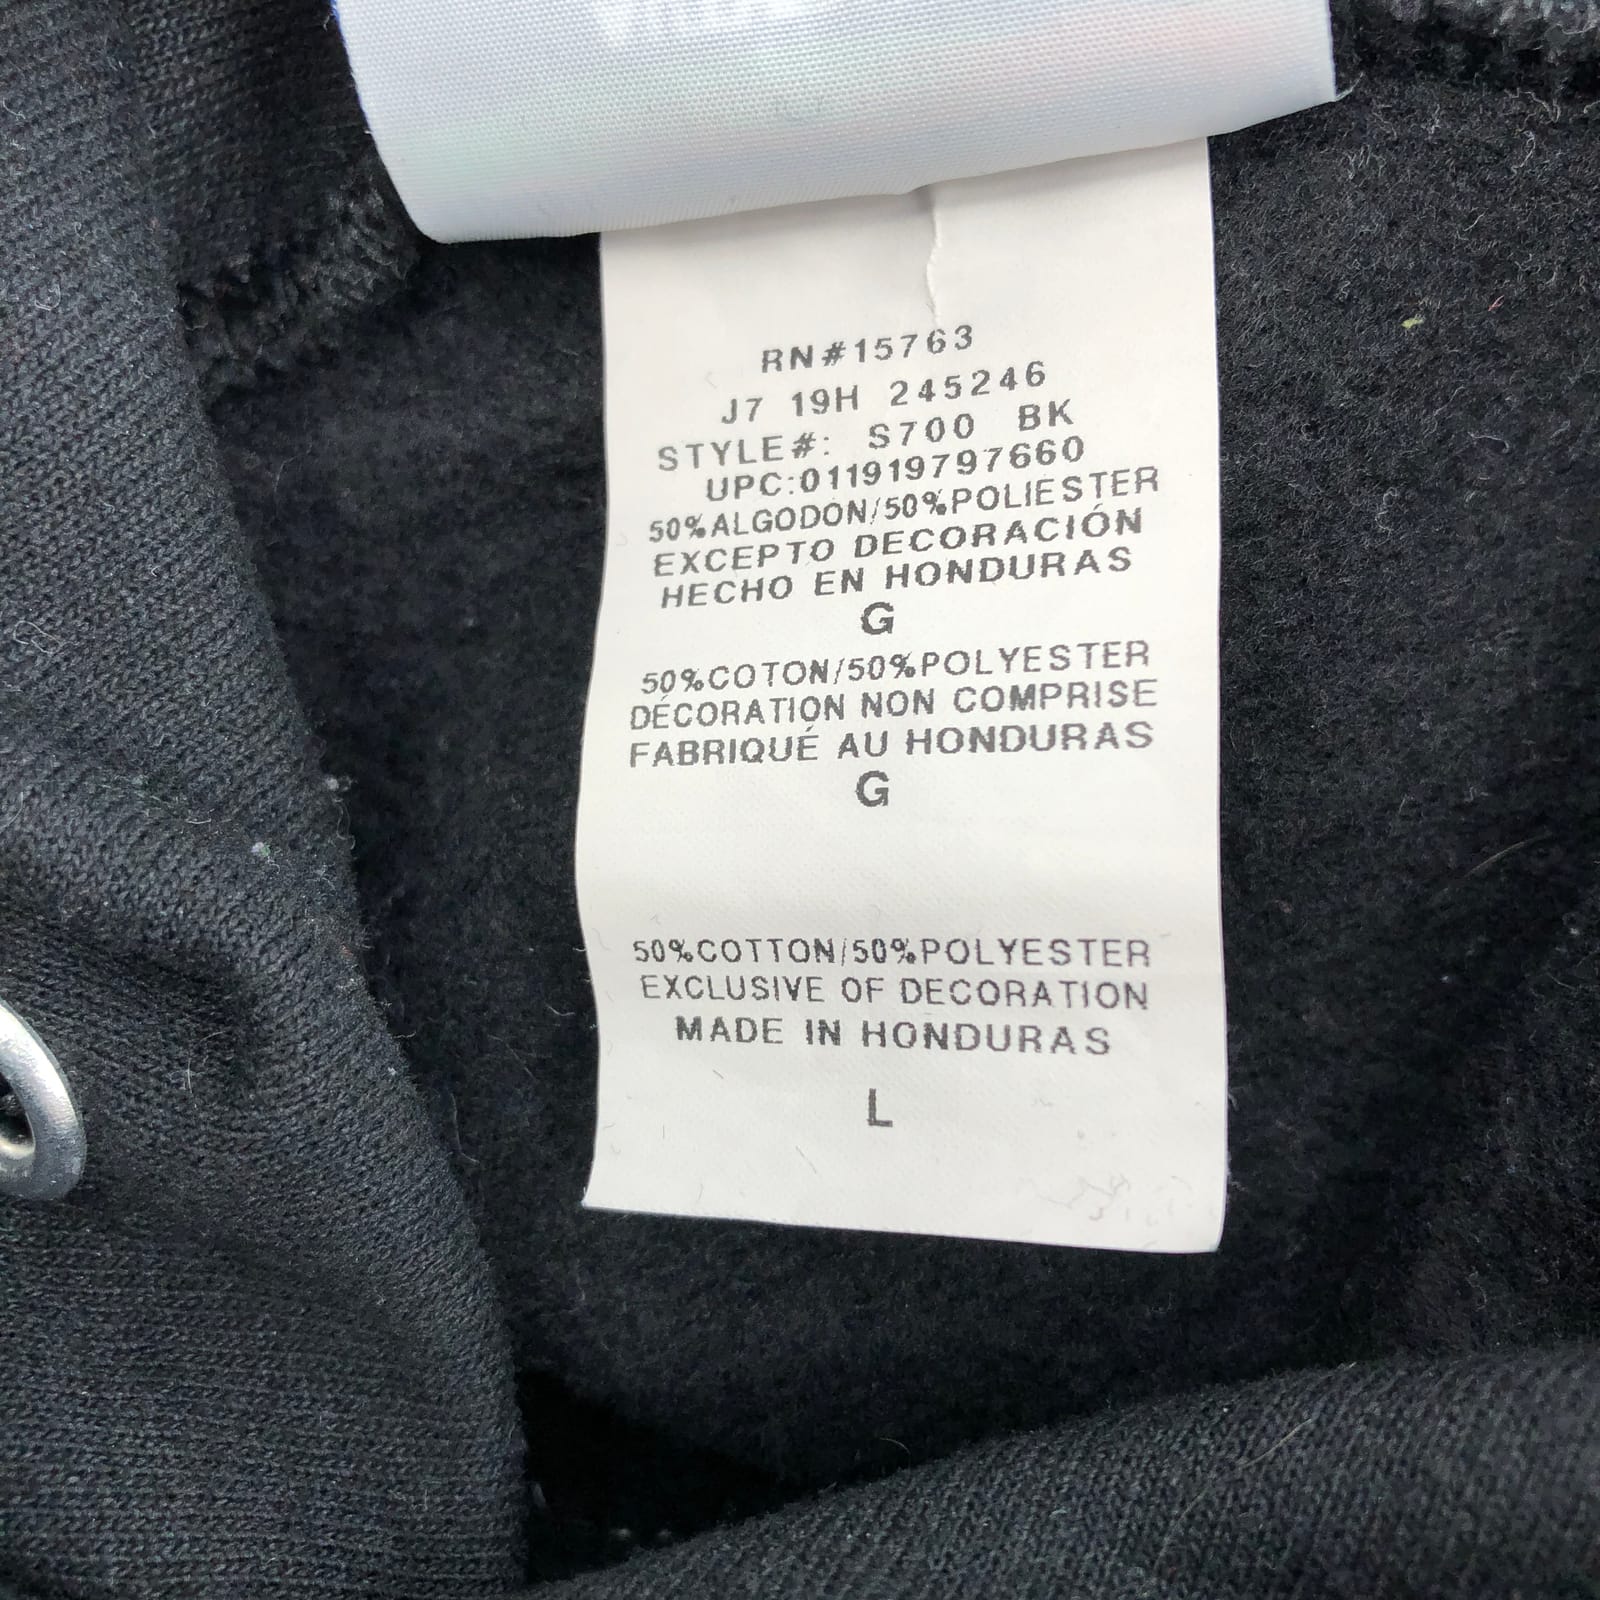 RN#15763
J7 19H 245246
STYLE#: S700 BK
UPC:011919797660
50%ALGODÓN/50%POLIESTER
EXCEPTO DECORACIÓN
HECHO EN HONDURAS
G
50%COTON/50%POLYESTER
DÉCORATION NON COMPRISE
FABRIQUÉ AU HONDURAS
G
50%COTTON/50%POLYESTER
EXCLUSIVE OF DECORATION
MADE IN HONDURAS
L